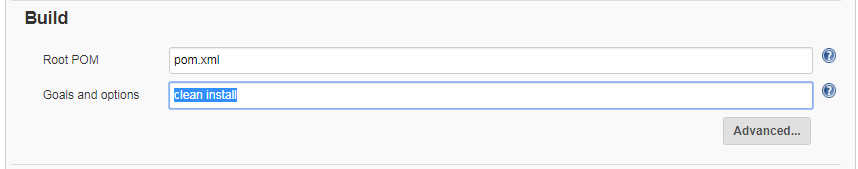 Build
Root POM pom.xml
Goals and options clean install
Advanced...